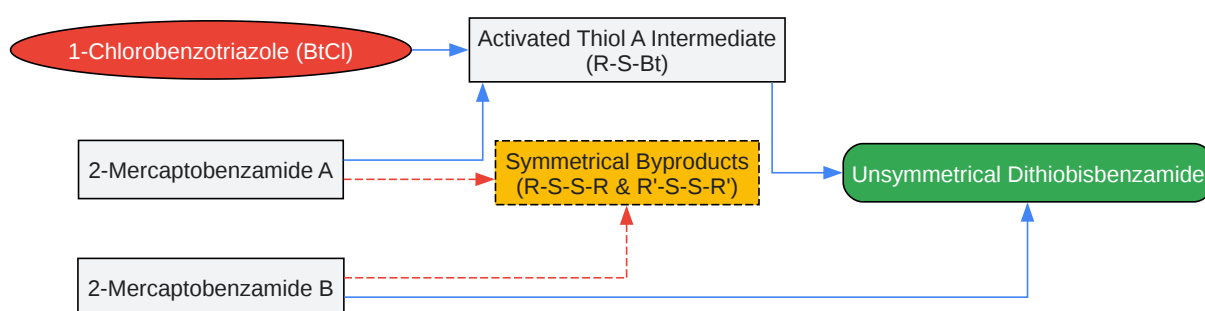 1-Chlorobenzotriazole (BtCl)
Activated Thiol A Intermediate
(R-S-Bt)
2-Mercaptobenzamide A
Symmetrical Byproducts
(R-S-S-R & R'-S-S-R')
Unsymmetrical Dithiobisbenzamide
2-Mercaptobenzamide B